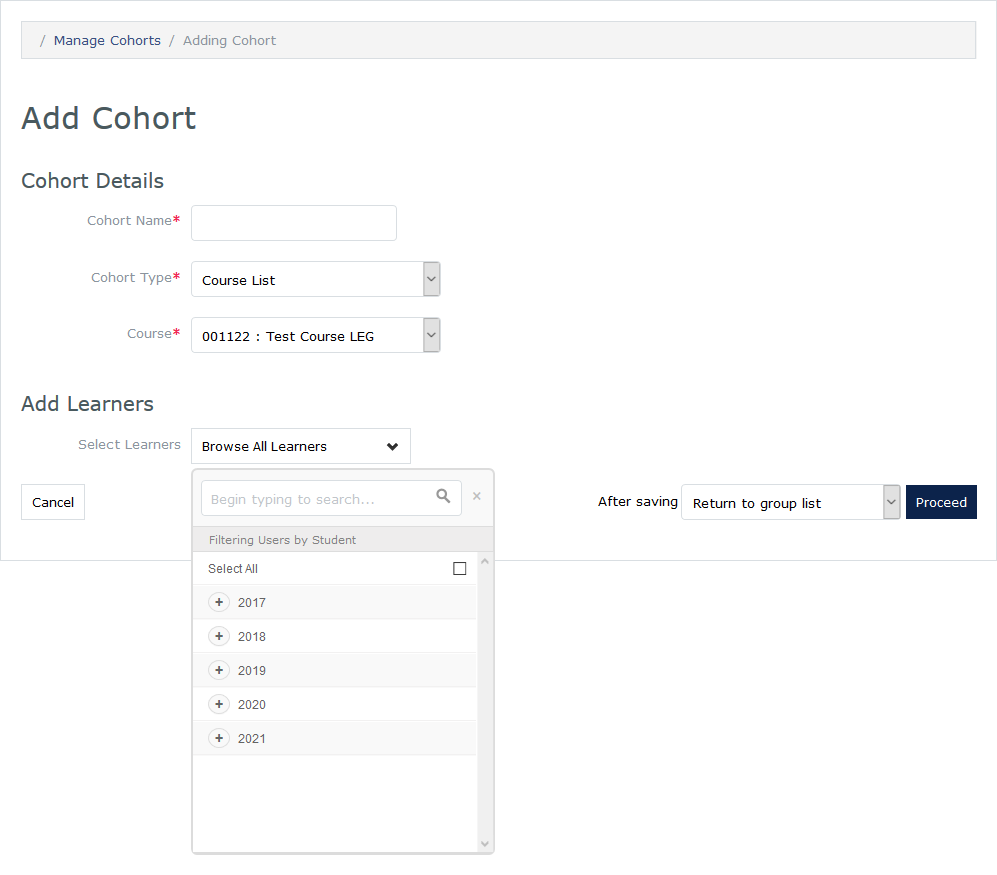 / Manage Cohorts / Adding Cohort
Add Cohort
Cohort Details
Cohort Name*
Cohort Type* Course List
Course* 001122 : Test Course LEG
Add Learners
Select Learners Browse All Learners
Begin typing to search... ×
Cancel After saving Return to group list Proceed
Filtering Users by Student
Select All
+ 2017
+ 2018
+ 2019
+ 2020
+ 2021